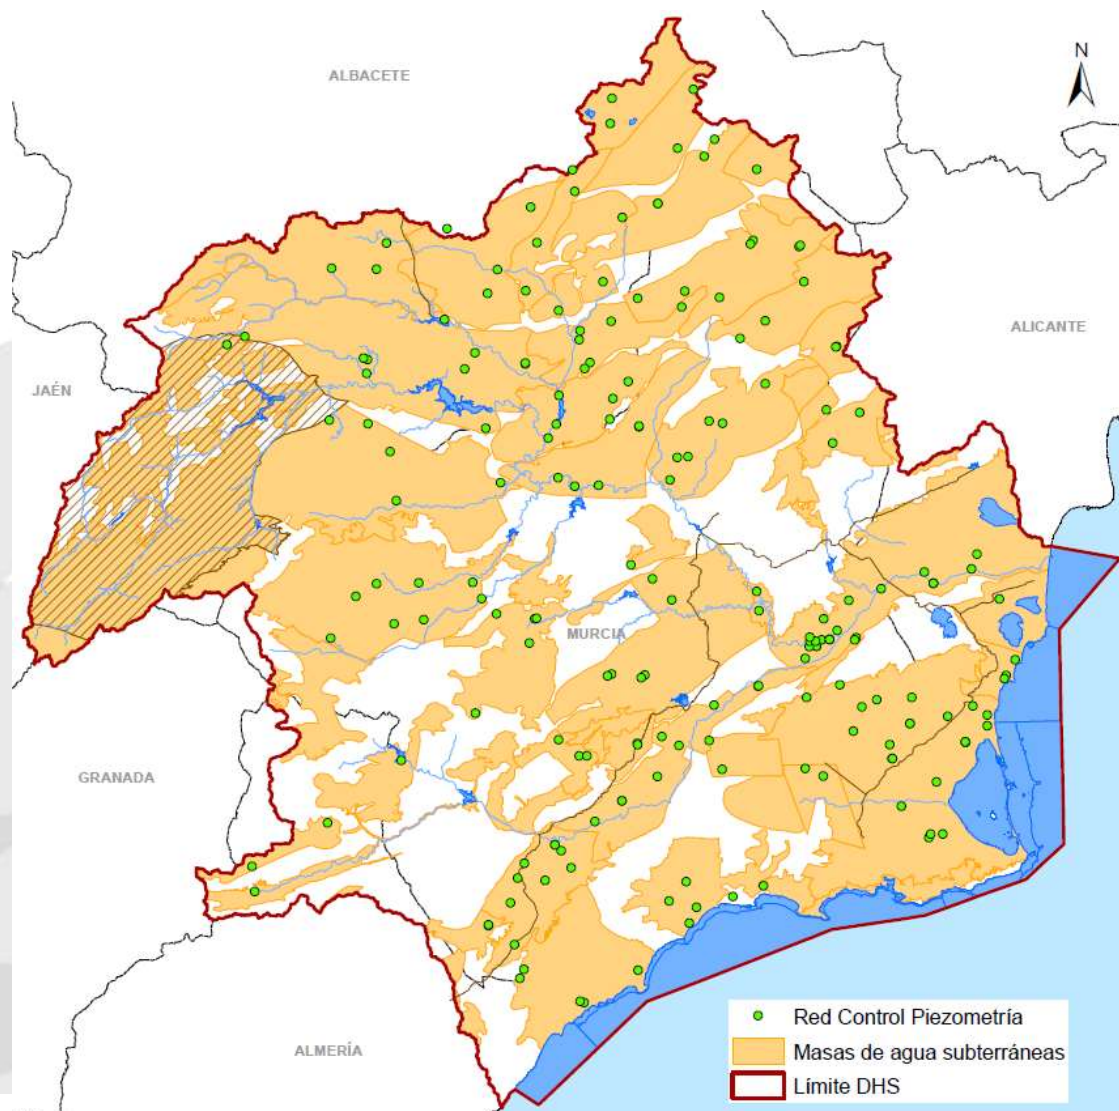 N
ALBACETE
ALICANTE
JAÉN
MURCIA
GRANADA
ALMERÍA
Red Control Piezometría
Masas de agua subterráneas
Límite DHS